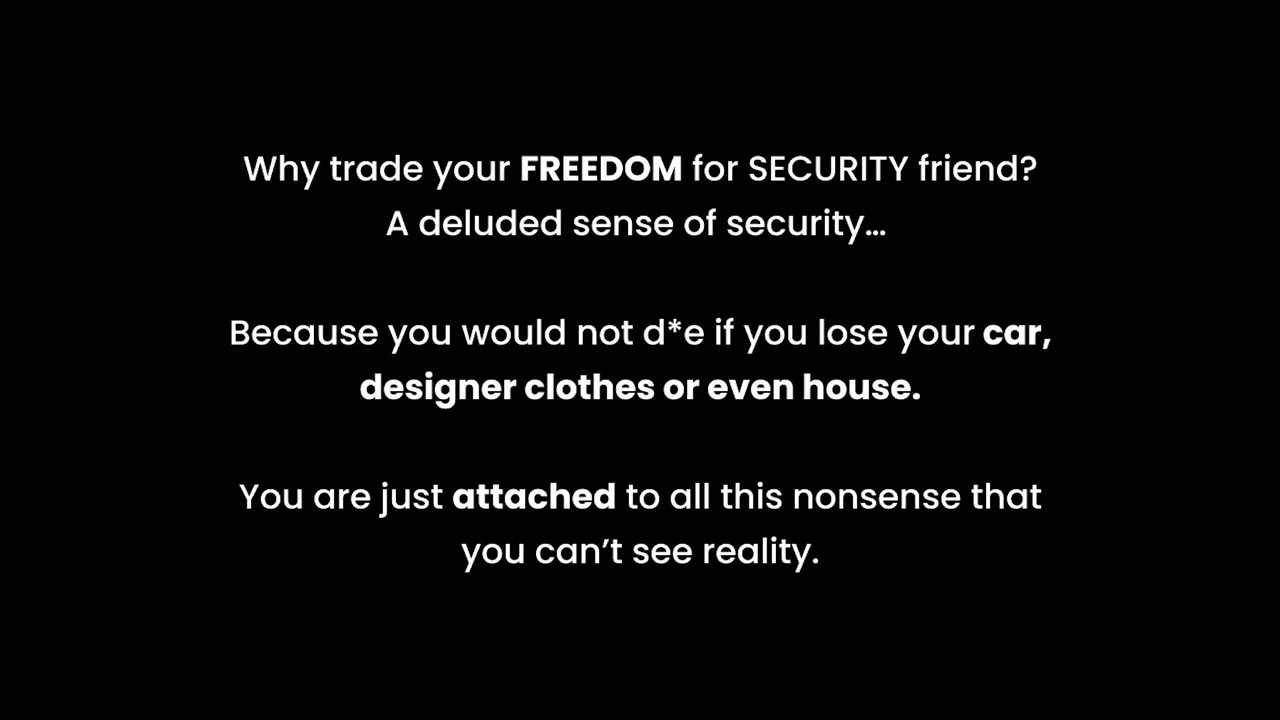 Why trade your FREEDOM for SECURITY friend?
A deluded sense of security…
Because you would not d*e if you lose your car,
designer clothes or even house.
You are just attached to all this nonsense that
you can’t see reality.